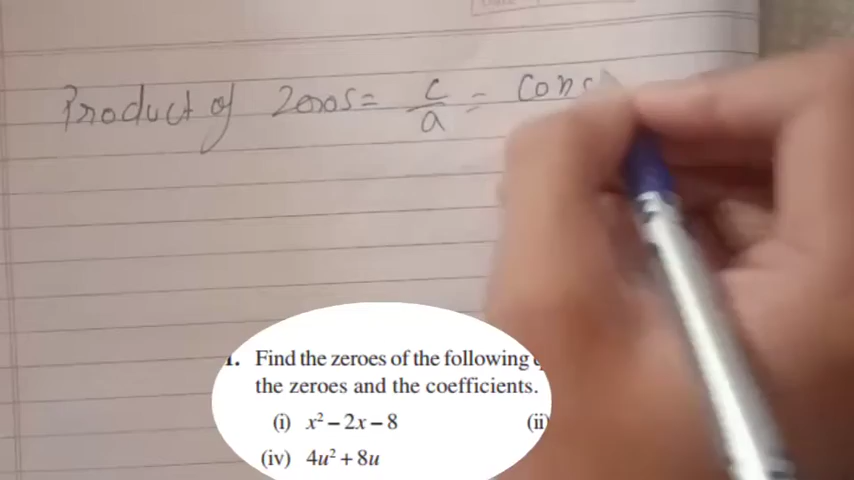 Product of Zeros = c/a = Cons
1. Find the zeroes of the following
the zeroes and the coefficients.
(i) x² – 2x – 8 (ii)
(iv) 4u² + 8u